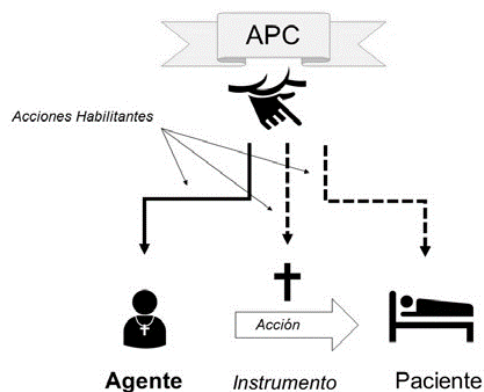 APC
Acciones Habilitantes
Acción
Agente
Instrumento
Paciente